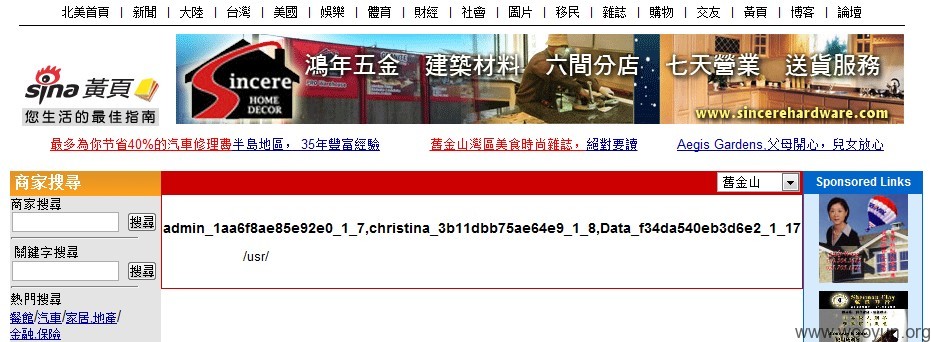 北美首頁 | 新聞 | 大陸 | 台灣 | 美國 | 娛樂 | 體育 | 財經 | 社會 | 圖片 | 移民 | 雜誌 | 購物 | 交友 | 黃頁 | 博客 | 論壇
sina 黃頁
您生活的最佳指南
Sincere
HOME
DECOR
鴻年五金 建築材料 六間分店 七天營業 送貨服務
www.sincerehardware.com
最多為你节省40%的汽車修理書半島地區， 35年豐富經驗
舊金山灣區美食時尚雜誌，絕對要讀
Aegis Gardens,父母開心，兒女放心
商家搜尋
舊金山
Sponsored Links
商家搜尋
搜尋
關鍵字搜尋
搜尋
熱門搜尋
餐館/汽車/家居.地產/
金融.保險
admin_1aa6f8ae85e92e0_1_7,christina_3b11dbb75ae64e9_1_8,Data_f34da540eb3d6e2_1_17
/usr/
RE/MAX
Sherman Clay
www.wooyun.org